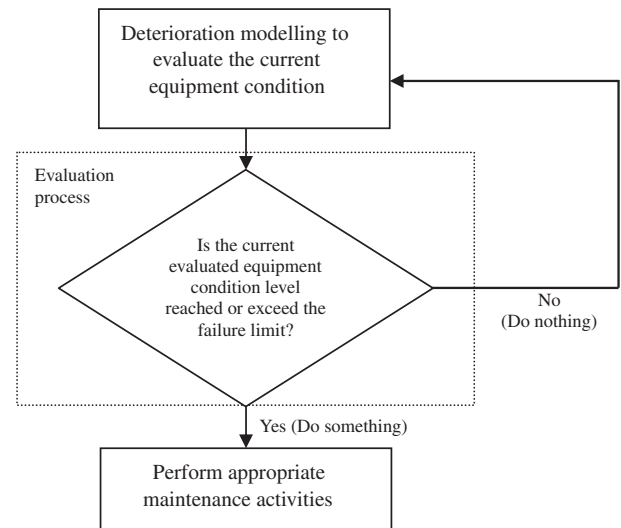 Deterioration modelling to
evaluate the current
equipment condition
Evaluation
process
Is the current
evaluated equipment
condition level
reached or exceed the
failure limit?
No
(Do nothing)
Yes (Do something)
Perform appropriate
maintenance activities